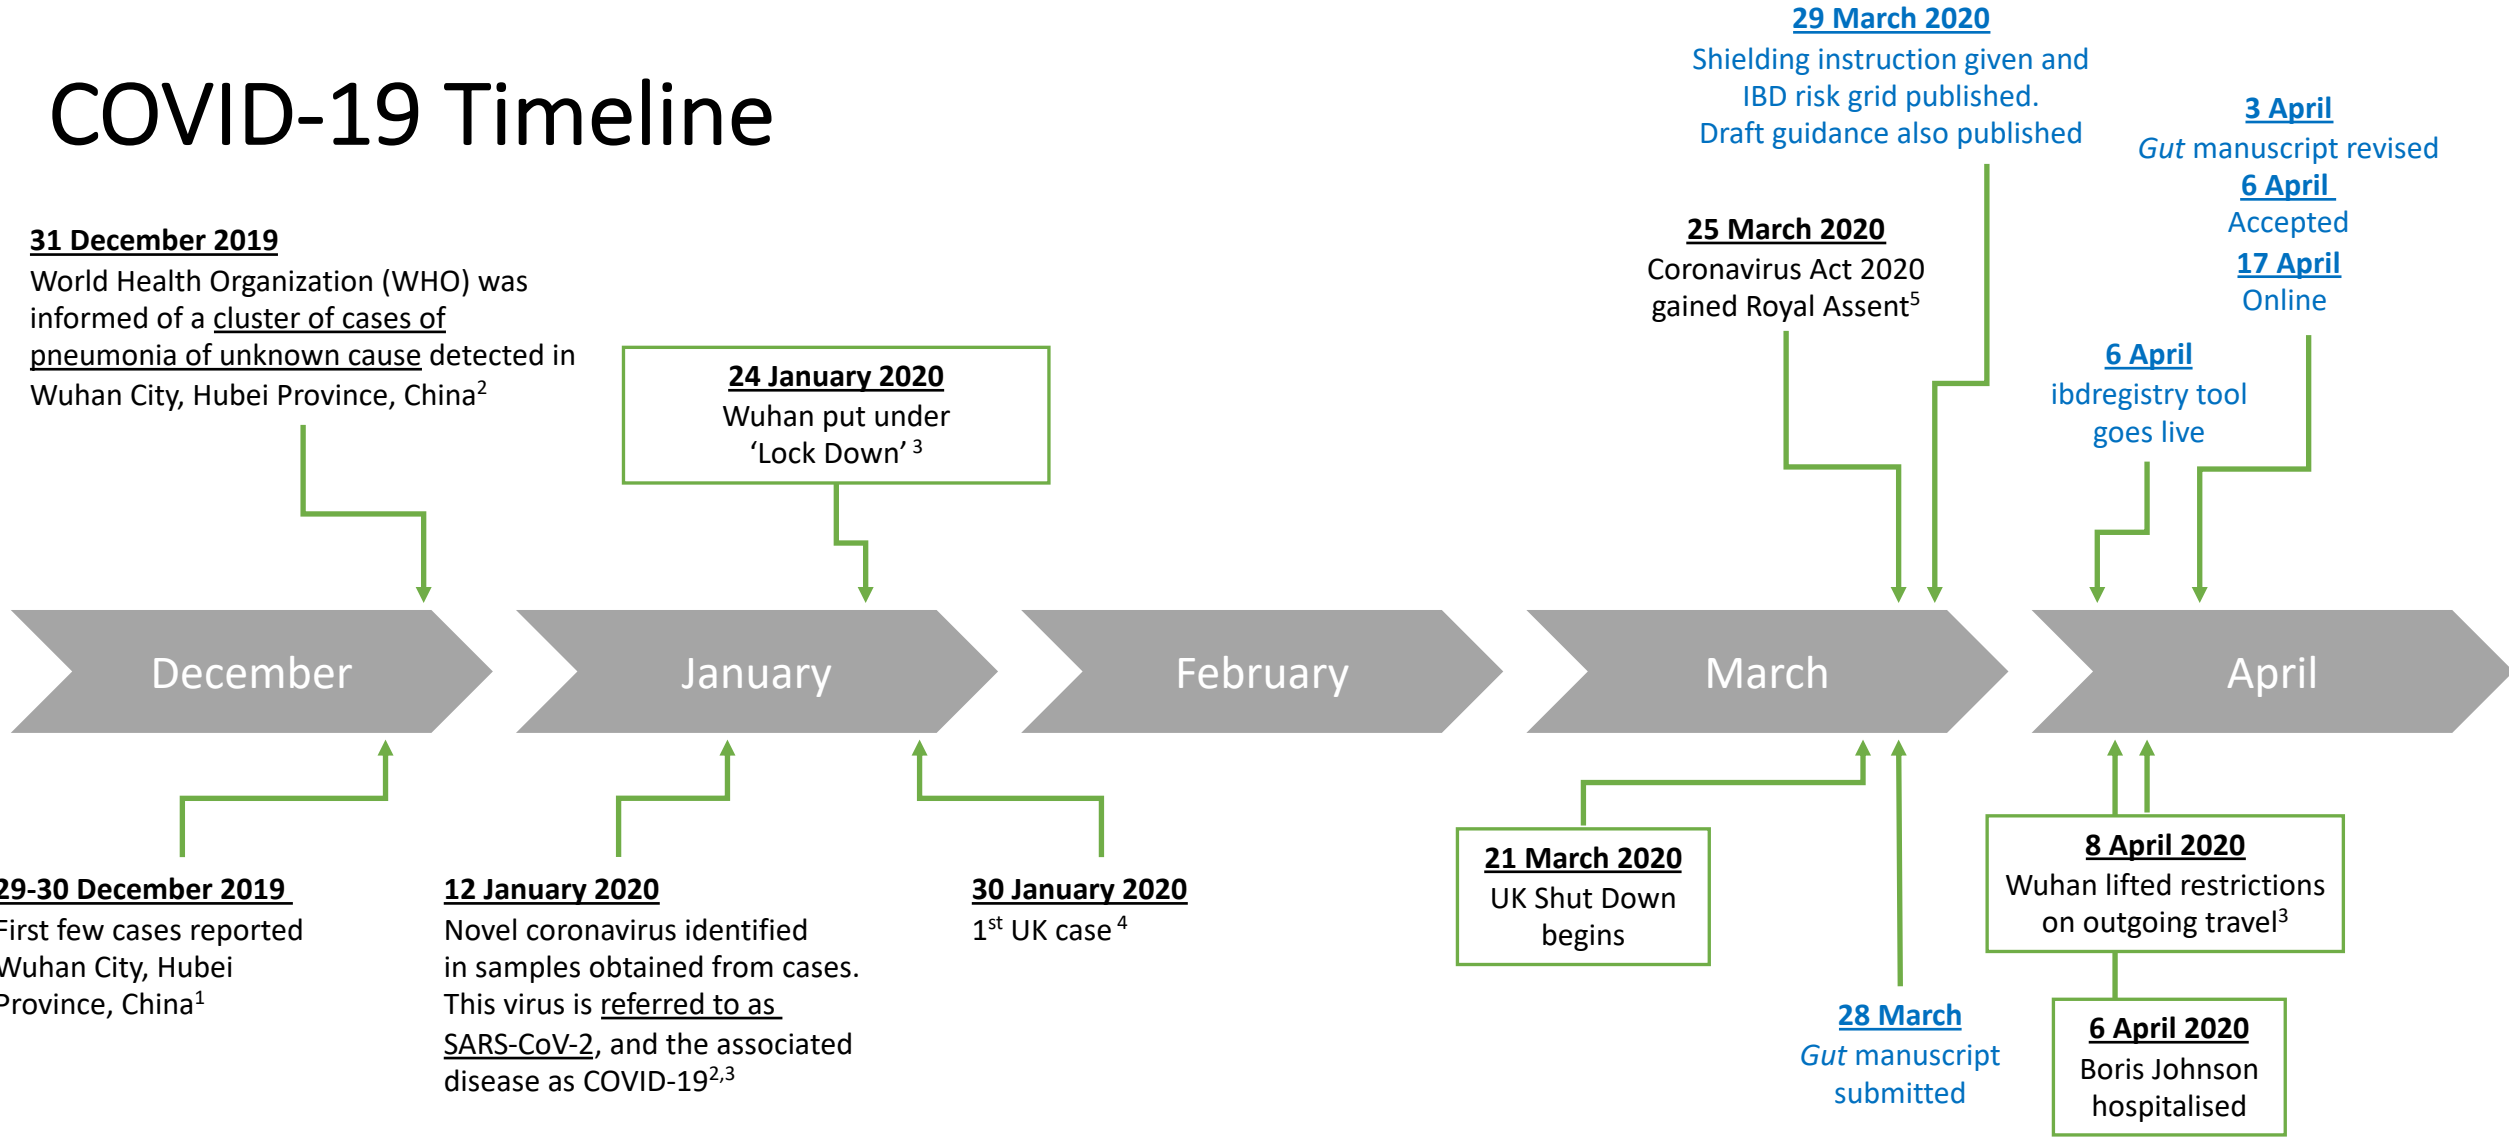 COVID-19 Timeline
29 March 2020
Shielding instruction given and
IBD risk grid published.
Draft guidance also published
3 April
Gut manuscript revised
6 April
Accepted
17 April
Online
31 December 2019
World Health Organization (WHO) was
informed of a cluster of cases of
pneumonia of unknown cause detected in
Wuhan City, Hubei Province, China2
24 January 2020
Wuhan put under
‘Lock Down’ 3
25 March 2020
Coronavirus Act 2020
gained Royal Assent5
6 April
ibdregistry tool
goes live
December
January
February
March
April
29-30 December 2019
First few cases reported
Wuhan City, Hubei
Province, China1
12 January 2020
Novel coronavirus identified
in samples obtained from cases.
This virus is referred to as
SARS-CoV-2, and the associated
disease as COVID-192,3
30 January 2020
1st UK case 4
21 March 2020
UK Shut Down
begins
28 March
Gut manuscript
submitted
8 April 2020
Wuhan lifted restrictions
on outgoing travel3
6 April 2020
Boris Johnson
hospitalised